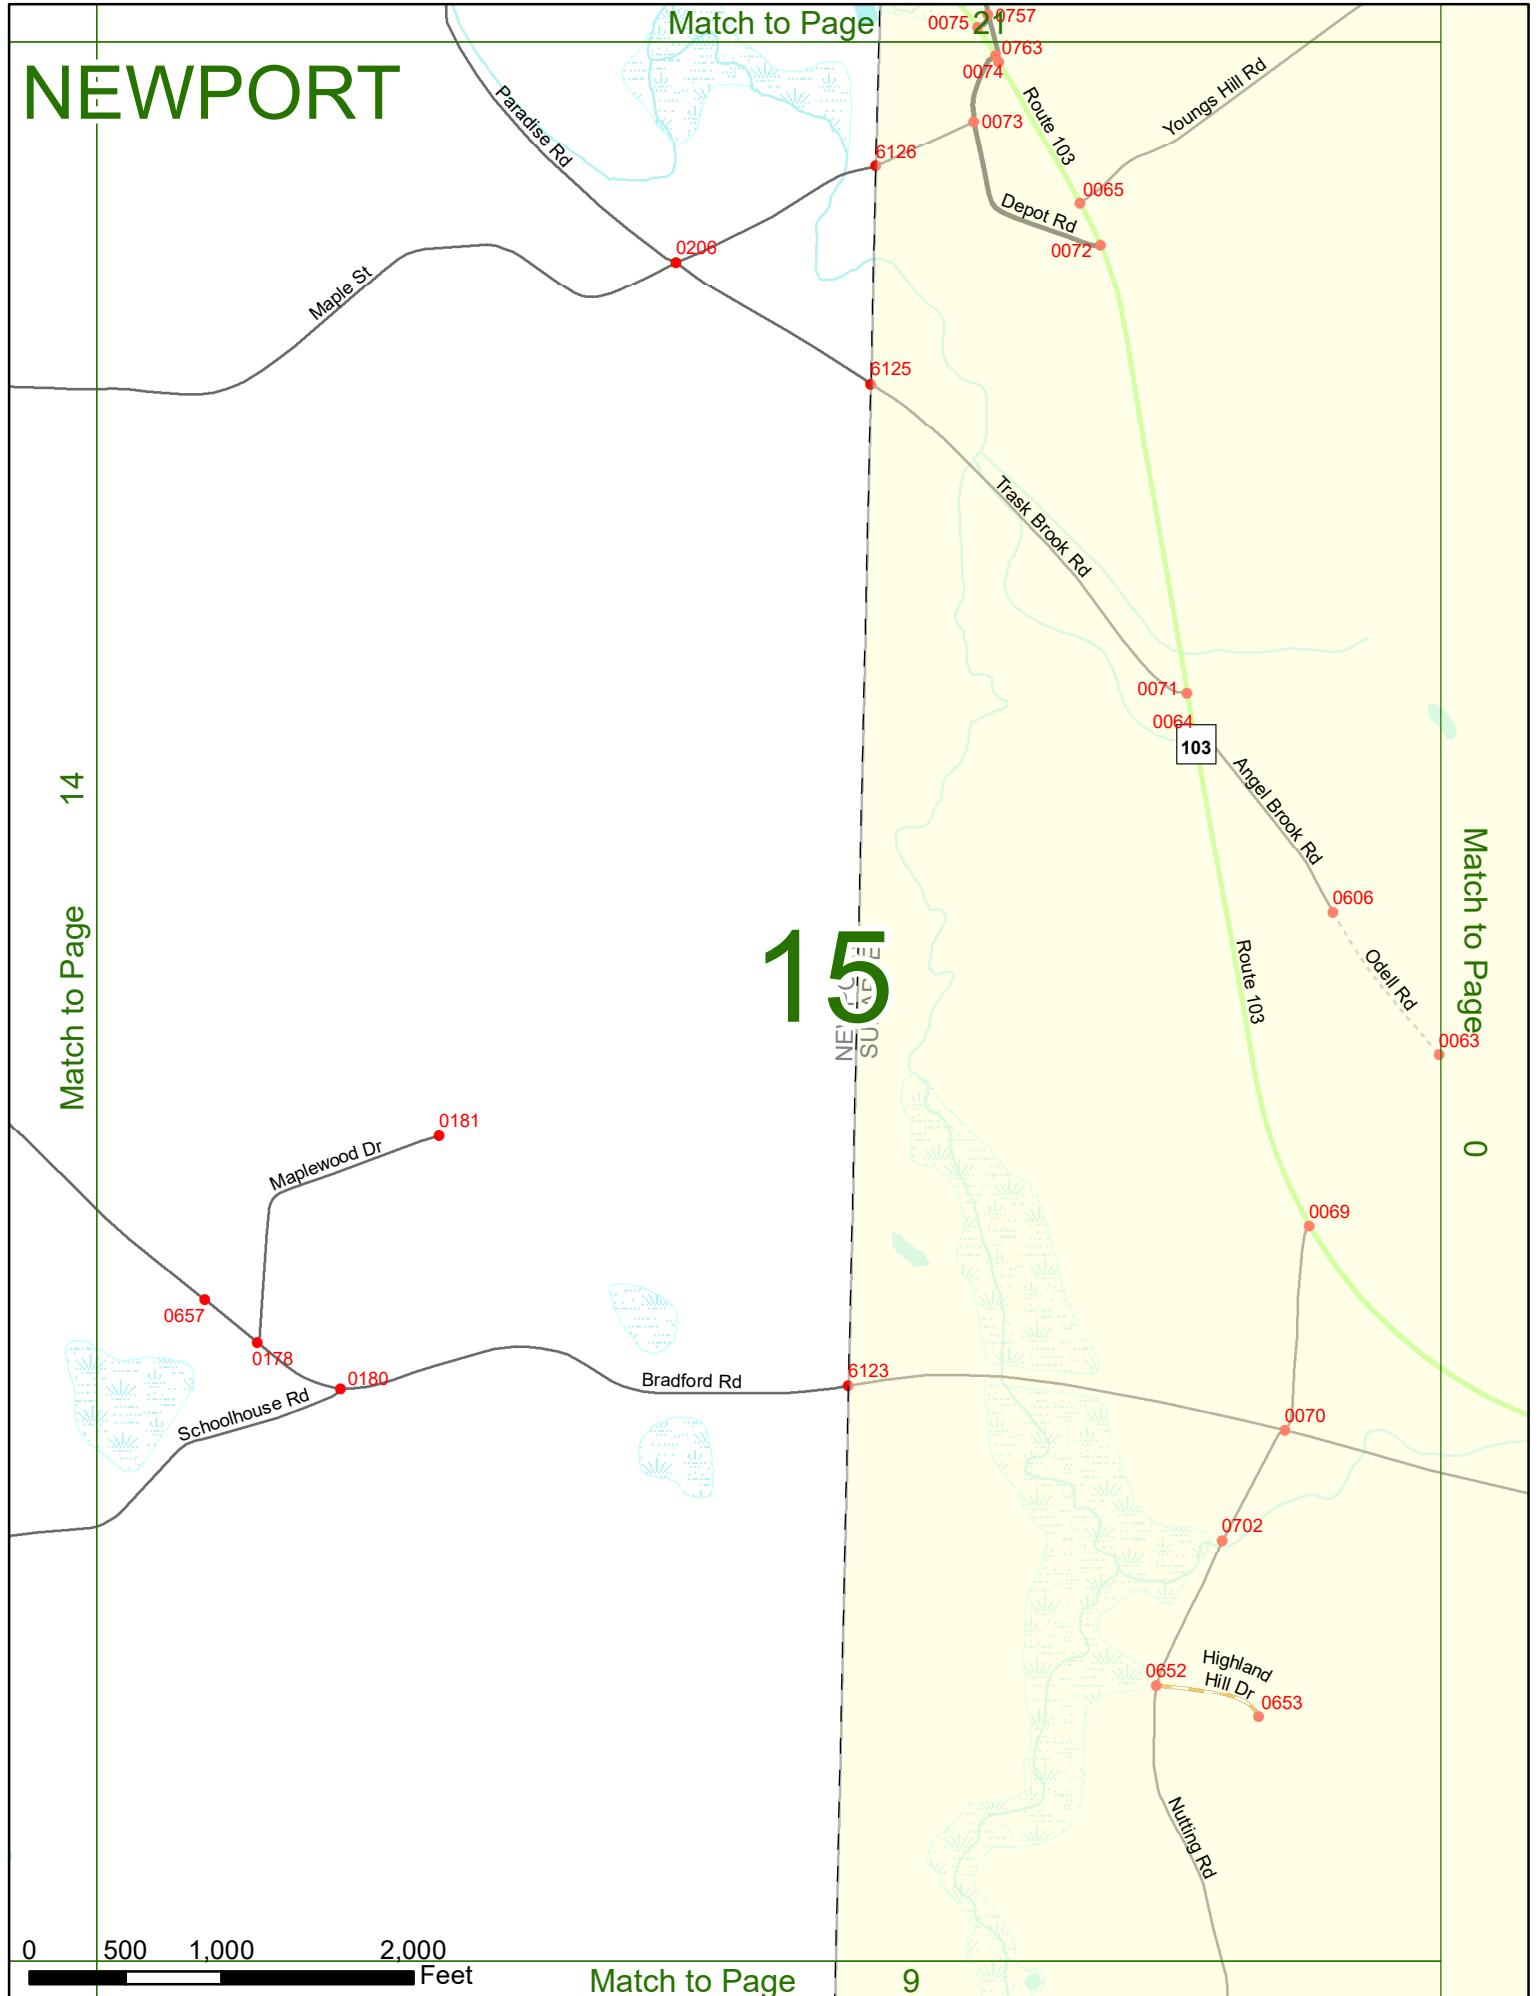 Match to Page 21
NEWPORT
0075
0757
0763
0074
0073
Route 103
Youngs Hill Rd
Paradise Rd
6126
0065
Depot Rd
0072
0206
Maple St
6125
Trask Brook Rd
0071
0064
103
Angel Brook Rd
14
Match to Page
Match to Page
0
0606
Odell Rd
15
Route 103
0063
0181
Maplewood Dr
0069
0657
0178
0180
Schoolhouse Rd
Bradford Rd
6123
0070
0702
0652
Highland
Hill Dr
0653
Nutting Rd
0 500 1,000 2,000
Feet
Match to Page 9